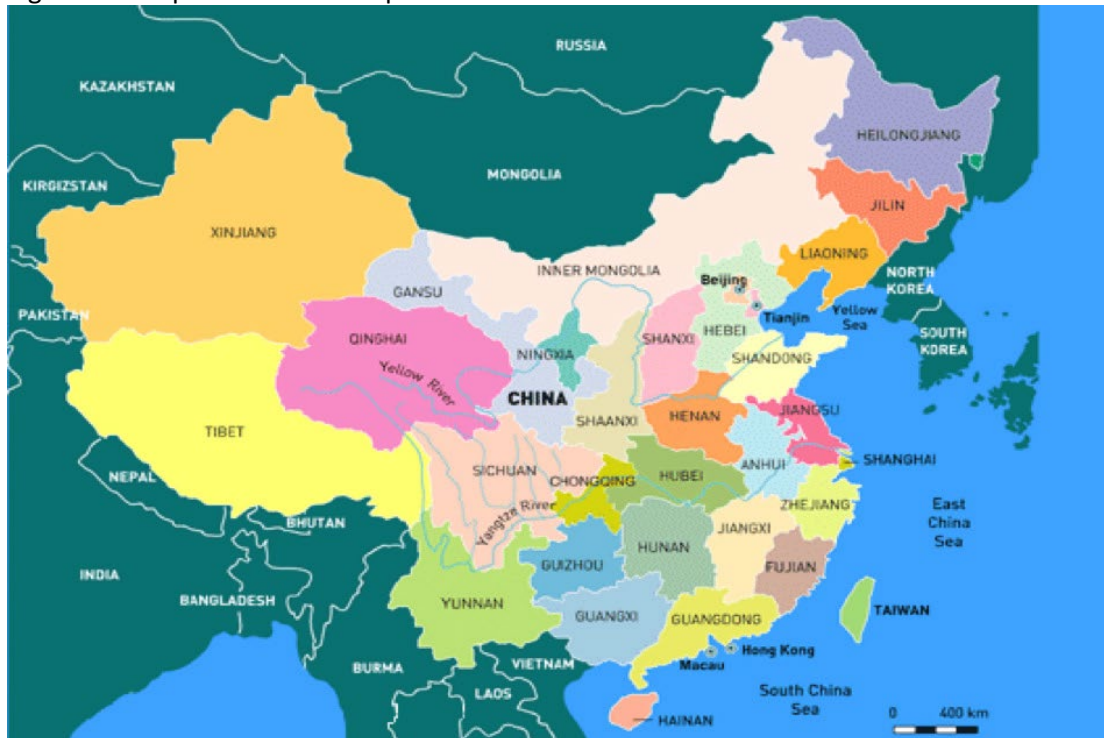 RUSSIA
KAZAKHSTAN
HEILONGJIANG
MONGOLIA
KIRGIZSTAN
JILIN
XINJIANG
LIAONING
INNER MONGOLIA
NORTH
KOREA
Beijing
GANSU
Tianjin
Yellow
Sea
PAKISTAN
SOUTH
KOREA
QINGHAI
SHANXI
HEBEI
NINGXIA
SHANDONG
Yellow River
CHINA
JIANGSU
HENAN
SHAANXI
TIBET
SHANGHAI
ANHUI
SICHUAN
HUBEI
NEPAL
CHONGQING
ZHEJIANG
East
China
Sea
Yangtze River
BHUTAN
JIANGXI
HUNAN
GUIZHOU
FUJIAN
INDIA
BANGLADESH
YUNNAN
TAIWAN
GUANGXI
GUANGDONG
Hong Kong
Macau
BURMA
VIETNAM
LAOS
South China
Sea
0 400 km
HAINAN